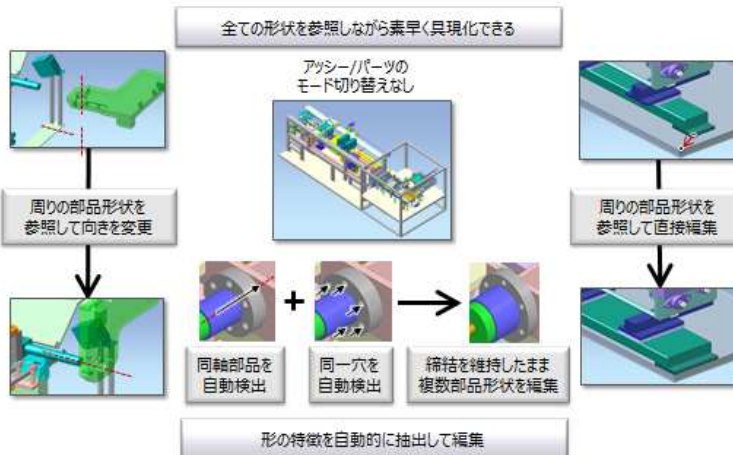 全ての形状を参照しながら素早く具現化できる
アッシー/パーツの
モード切り替えなし
周りの部品形状を
参照して向きを変更
周りの部品形状を
参照して直接編集
同軸部品を
自動検出
同一穴を
自動検出
締結を維持したまま
複数部品形状を編集
形の特徴を自動的に抽出して編集